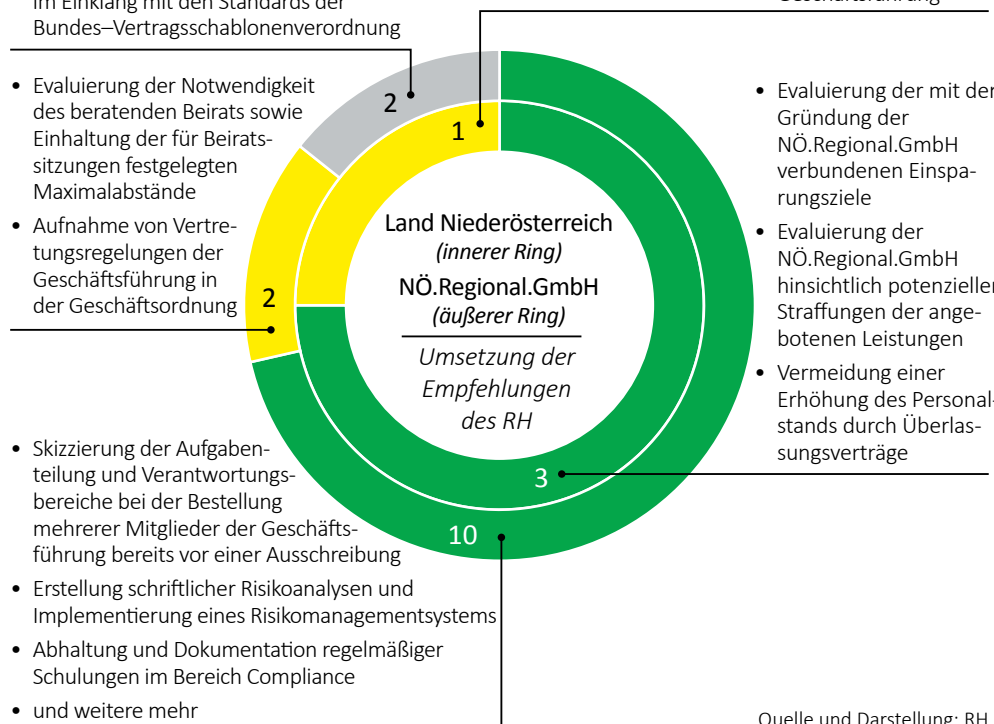 im Einklang mit den Standards der
Bundes–Vertragsschablonenverordnung
Geschäftsführung
• Evaluierung der Notwendigkeit
des beratenden Beirats sowie
Einhaltung der für Beirats-
sitzungen festgelegten
Maximalabstände
• Aufnahme von Vertre-
tungsregelungen der
Geschäftsführung in
der Geschäftsordnung
2
1
2
Land Niederösterreich
(innerer Ring)
NÖ.Regional.GmbH
(äußerer Ring)
Umsetzung der
Empfehlungen
des RH
3
10
• Evaluierung der mit der
Gründung der
NÖ.Regional.GmbH
verbundenen Einspa-
rungsziele
• Evaluierung der
NÖ.Regional.GmbH
hinsichtlich potenzieller
Straffungen der ange-
botenen Leistungen
• Vermeidung einer
Erhöhung des Personal-
stands durch Überlas-
sungsverträge
• Skizzierung der Aufgaben-
teilung und Verantwortungs-
bereiche bei der Bestellung
mehrerer Mitglieder der Geschäfts-
führung bereits vor einer Ausschreibung
• Erstellung schriftlicher Risikoanalysen und
Implementierung eines Risikomanagementsystems
• Abhaltung und Dokumentation regelmäßiger
Schulungen im Bereich Compliance
• und weitere mehr
Quelle und Darstellung: RH